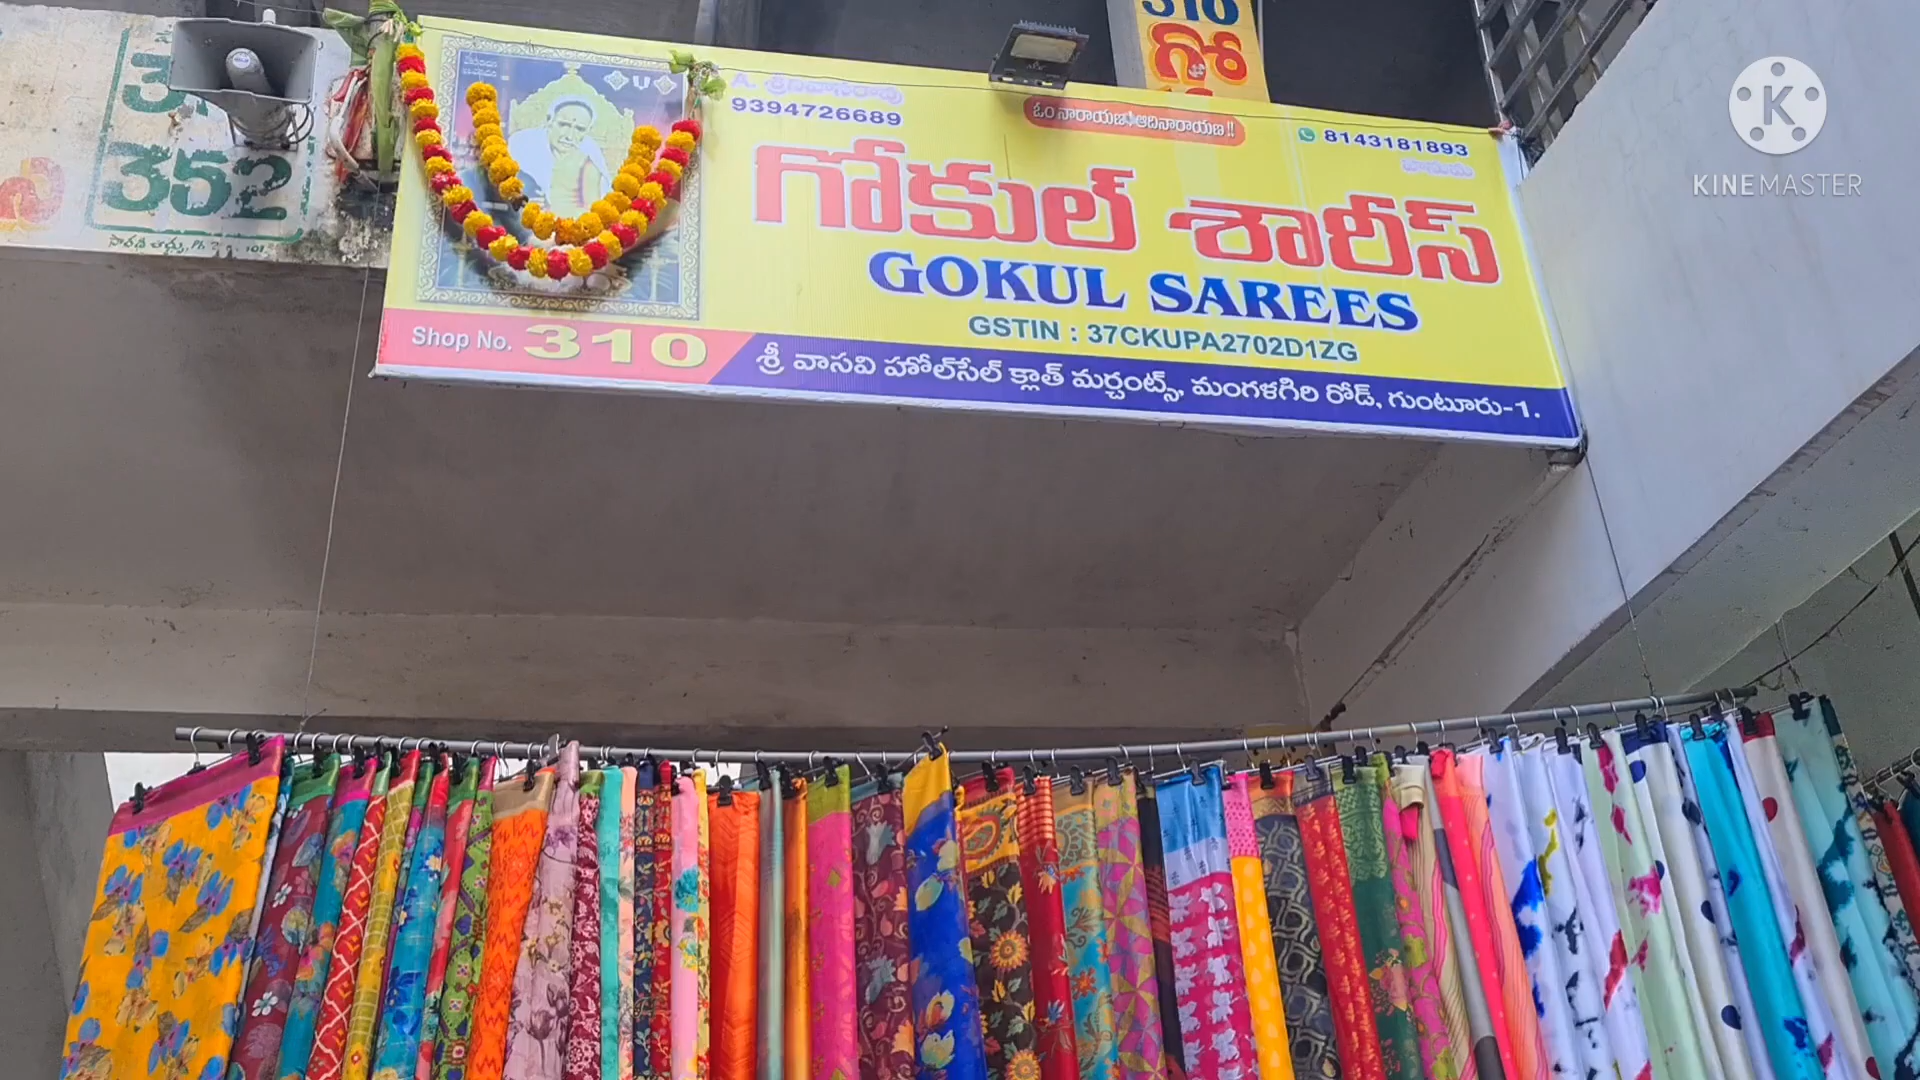 352
310
గో
A. శ్రీనివాసరావు
9394726689
ఓం నారాయణ ఆదినారాయణ !!
8143181893
గోకుల్ శారీస్
GOKUL SAREES
GSTIN : 37CKUPA2702D1ZG
Shop No. 310
శ్రీ వాసవి హోల్‌సేల్ క్లాత్ మర్చంట్స్, మంగళగిరి రోడ్, గుంటూరు-1.
KINEMASTER